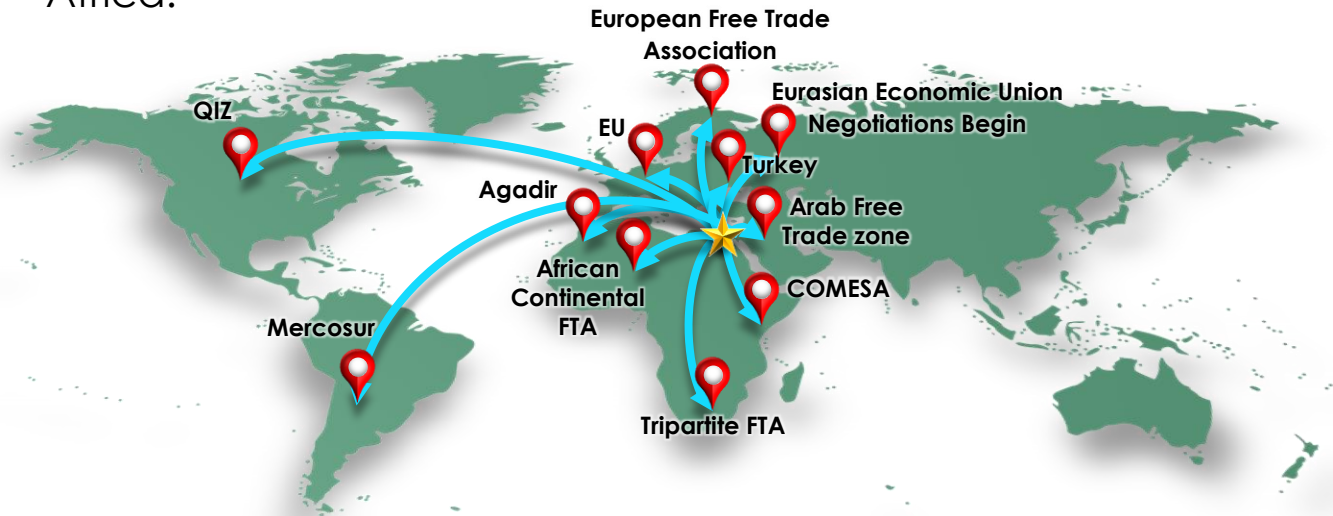 Africa.
European Free Trade
Association
QIZ
EU
Eurasian Economic Union
Negotiations Begin
Turkey
Agadir
Arab Free
Trade zone
African
Continental
FTA
COMESA
Mercosur
Tripartite FTA